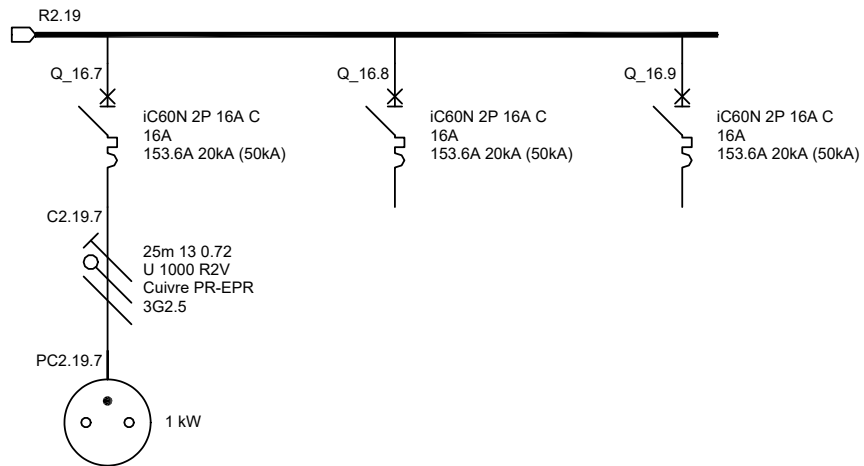 R2.19
Q_16.7
Q_16.8
Q_16.9
iC60N 2P 16A C
16A
153.6A 20kA (50kA)
iC60N 2P 16A C
16A
153.6A 20kA (50kA)
iC60N 2P 16A C
16A
153.6A 20kA (50kA)
C2.19.7
25m 13 0.72
U 1000 R2V
Cuivre PR-EPR
3G2.5
PC2.19.7
1 kW